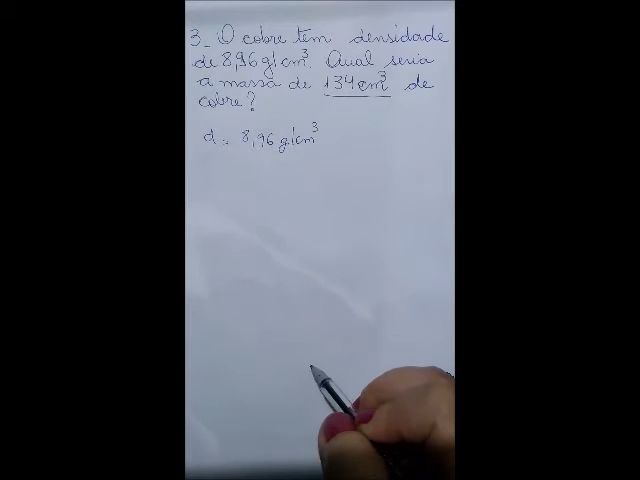 3_ O cobre tem densidade
de 8,96 g/cm³. Qual seria
a massa de 134 cm³ de
cobre?
d = 8,96 g/cm³